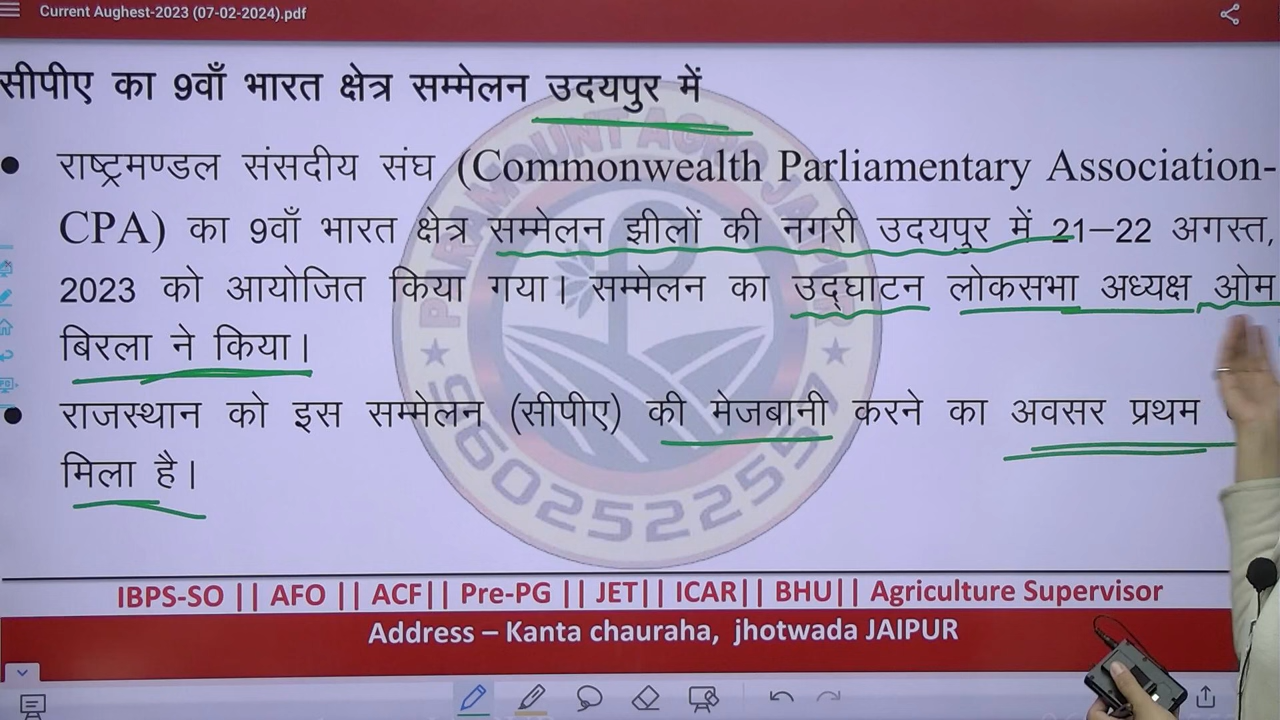 Current Aughest-2023 (07-02-2024).pdf
सीपीए का 9वाँ भारत क्षेत्र सम्मेलन उदयपुर में
राष्ट्रमण्डल संसदीय संघ (Commonwealth Parliamentary Association-
CPA) का 9वाँ भारत क्षेत्र सम्मेलन झीलों की नगरी उदयपुर में 21–22 अगस्त,
2023 को आयोजित किया गया। सम्मेलन का उद्घाटन लोकसभा अध्यक्ष ओम
बिरला ने किया।
राजस्थान को इस सम्मेलन (सीपीए) की मेजबानी करने का अवसर प्रथम
मिला है।
IBPS-SO || AFO || ACF|| Pre-PG || JET|| ICAR|| BHU|| Agriculture Supervisor
Address – Kanta chauraha, jhotwada JAIPUR